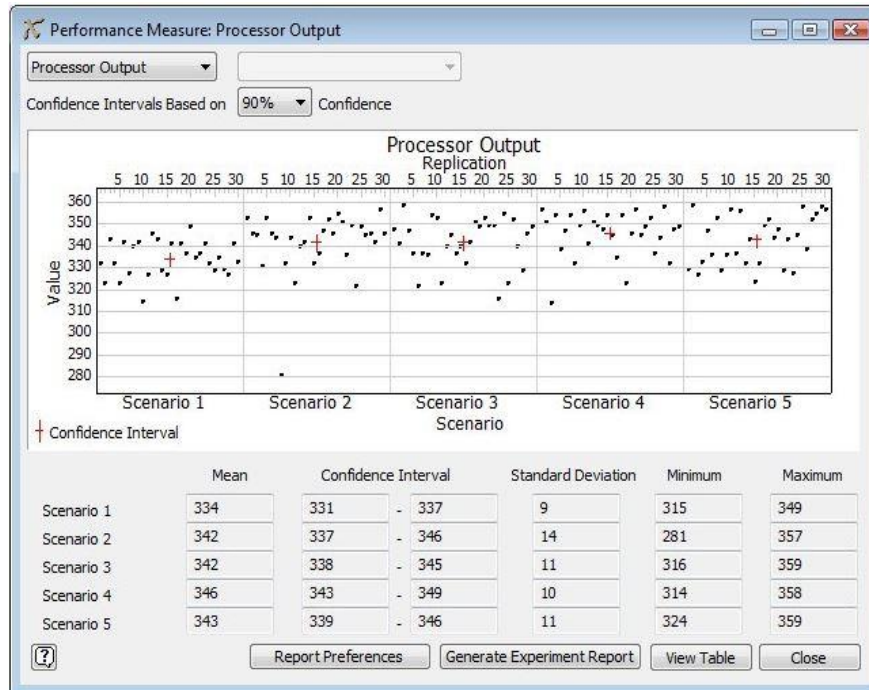 Performance Measure: Processor Output
Processor Output
Confidence Intervals Based on 90% Confidence
Processor Output
Replication
5 10 15 20 25 30 5 10 15 20 25 30 5 10 15 20 25 30 5 10 15 20 25 30 5 10 15 20 25 30
Value
360
350
340
330
320
310
300
290
280
Scenario 1 Scenario 2 Scenario 3 Scenario 4 Scenario 5
Scenario
Confidence Interval
Mean Confidence Interval Standard Deviation Minimum Maximum
Scenario 1 334 331 - 337 9 315 349
Scenario 2 342 337 - 346 14 281 357
Scenario 3 342 338 - 345 11 316 359
Scenario 4 346 343 - 349 10 314 358
Scenario 5 343 339 - 346 11 324 359
? Report Preferences Generate Experiment Report View Table Close